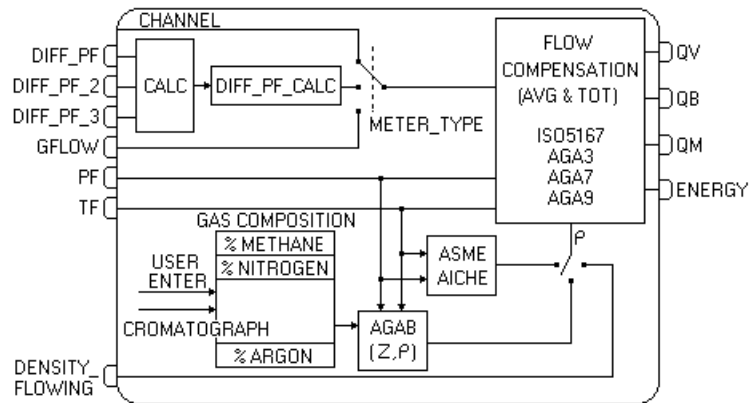 CHANNEL
DIFF_PF
DIFF_PF_2
DIFF_PF_3
GFLOW
PF
TF
CALC
DIFF_PF_CALC
METER_TYPE
FLOW
COMPENSATION
(AVG & TOT)
ISO5167
AGA3
AGA7
AGA9
QV
QB
QM
ENERGY
GAS COMPOSITION
% METHANE
% NITROGEN
% ARGON
USER
ENTER
CROMATOGRAPH
ASME
AICHE
AGAB
(Z,ρ)
ρ
DENSITY_
FLOWING